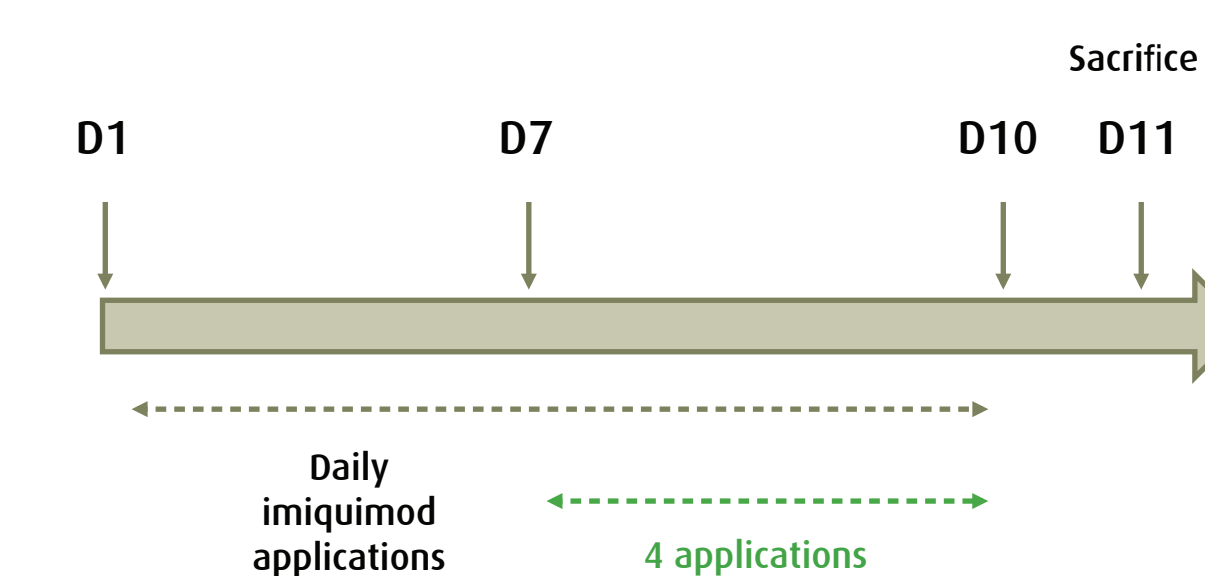 Sacrifice
D1 D7 D10 D11
Daily
imiquimod
applications
4 applications